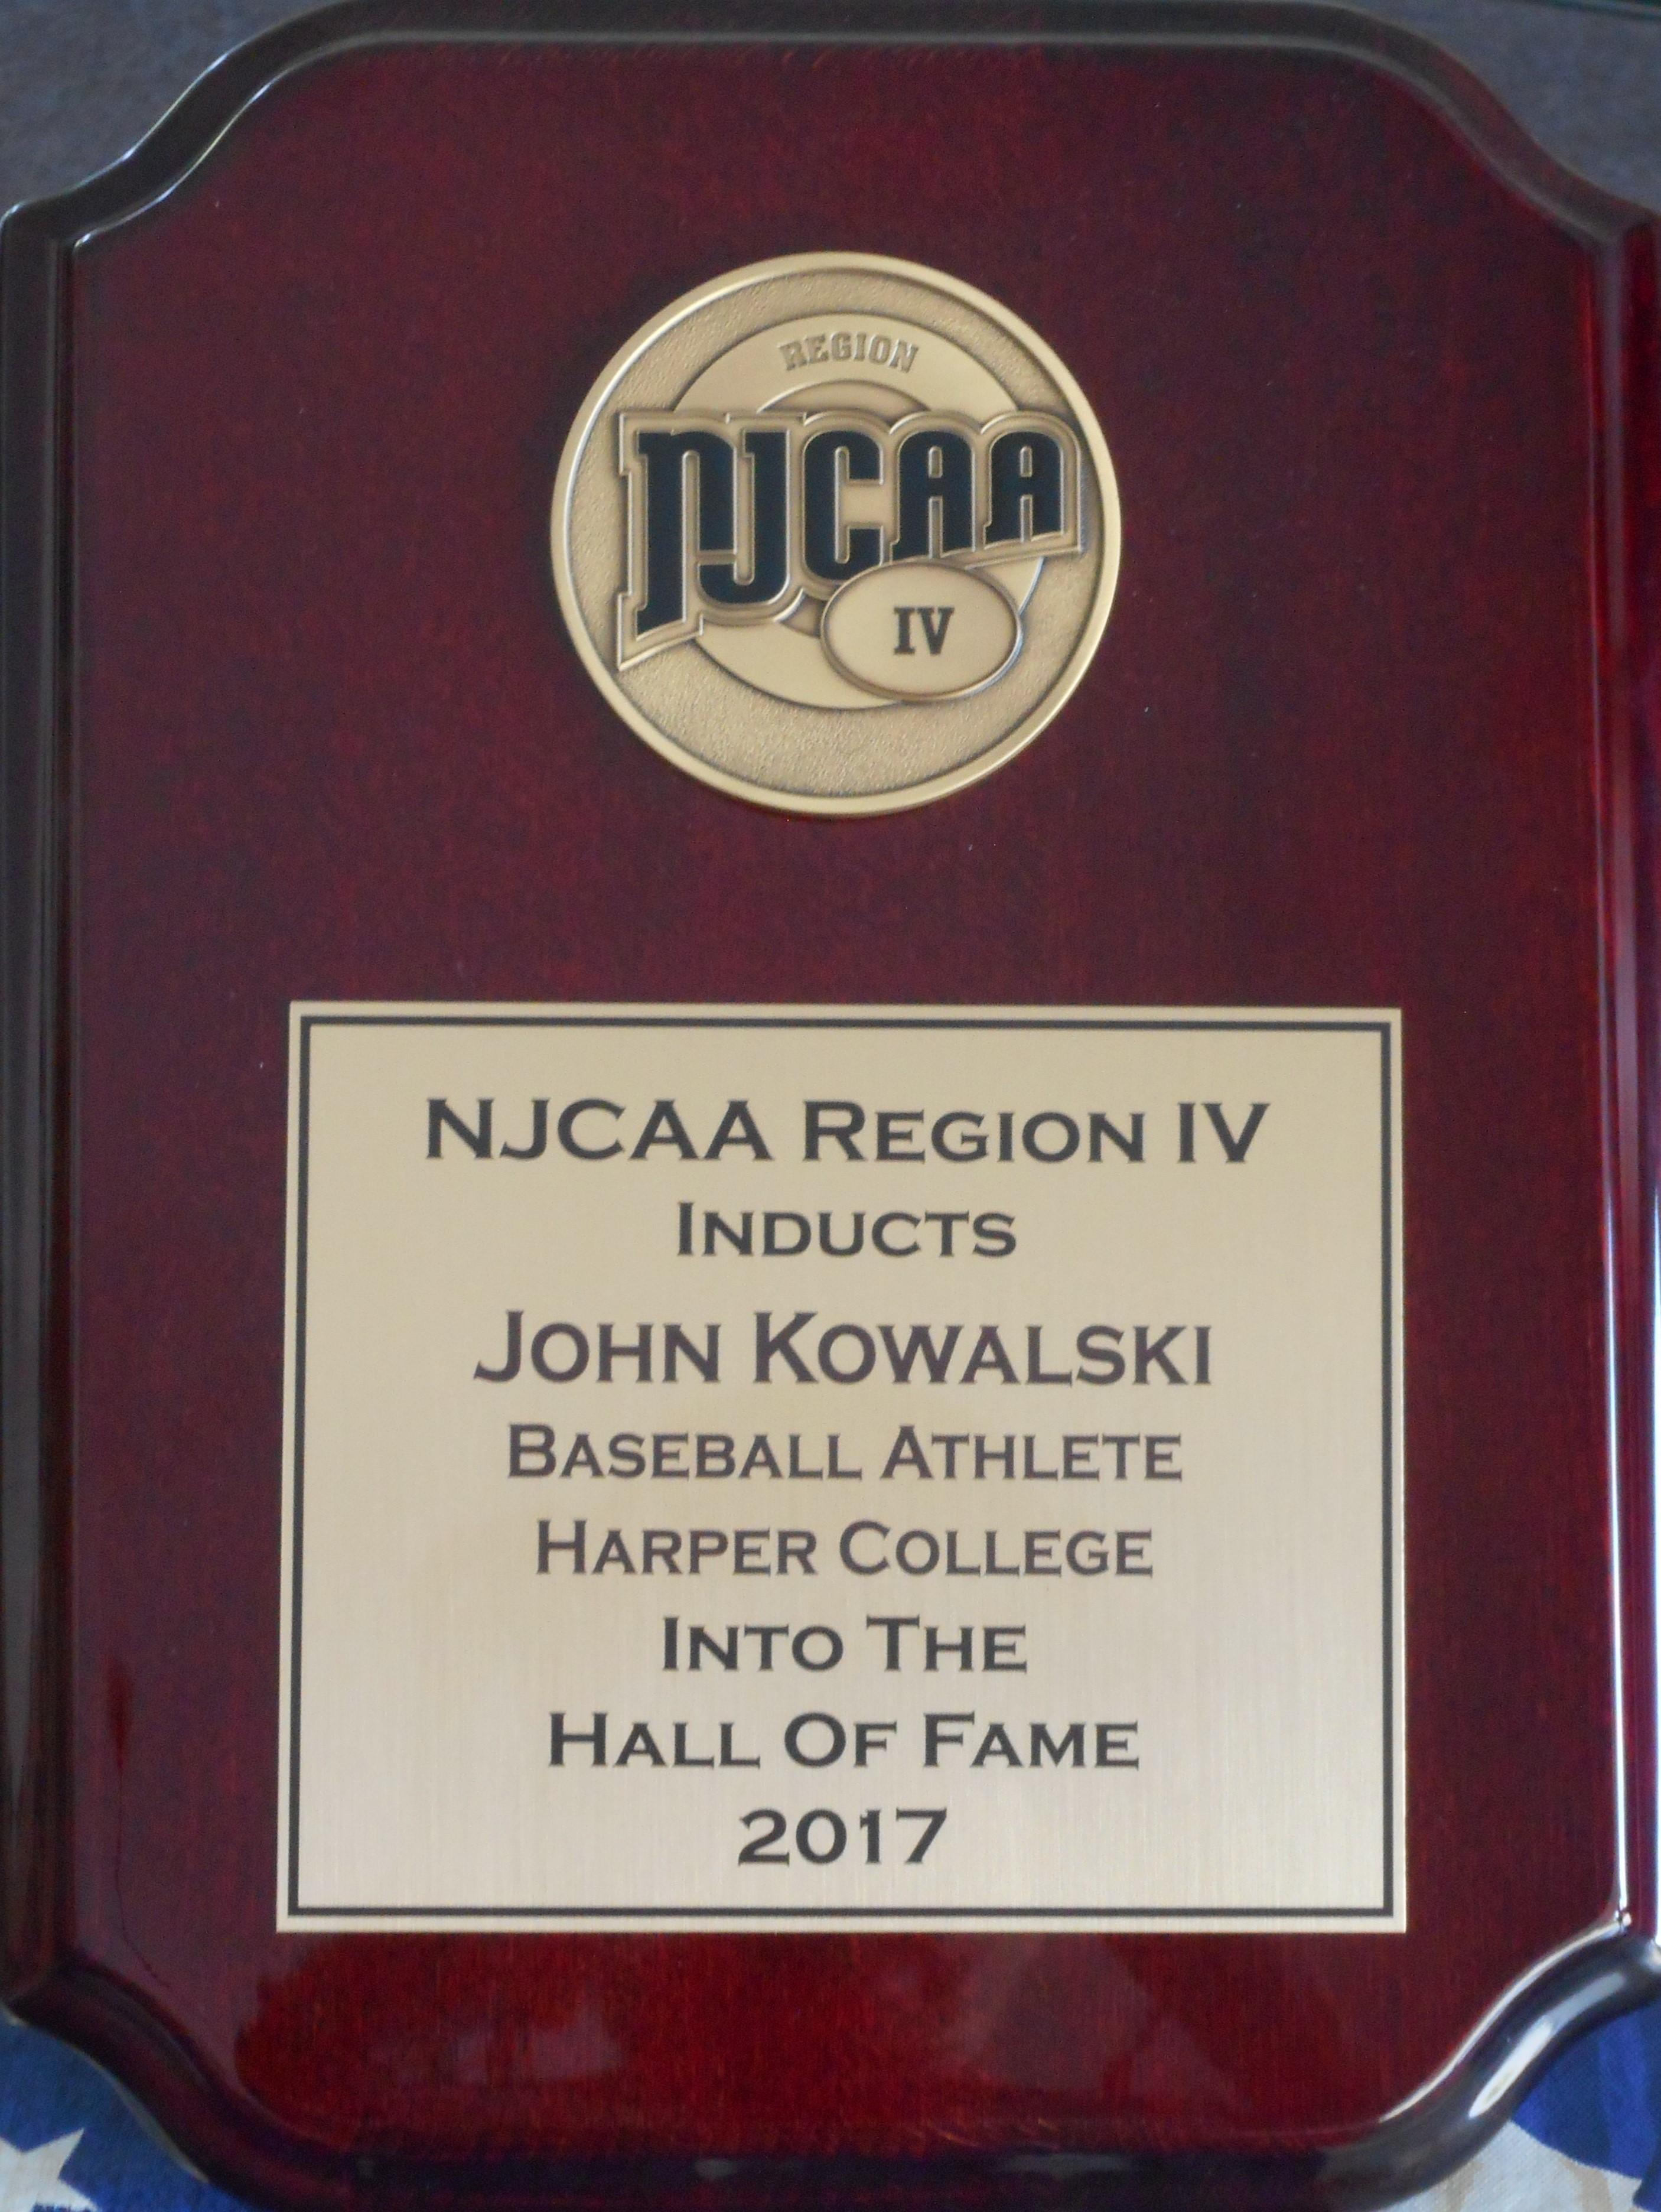 REGION
NJCAA
IV
NJCAA REGION IV
INDUCTS
JOHN KOWALSKI
BASEBALL ATHLETE
HARPER COLLEGE
INTO THE
HALL OF FAME
2017